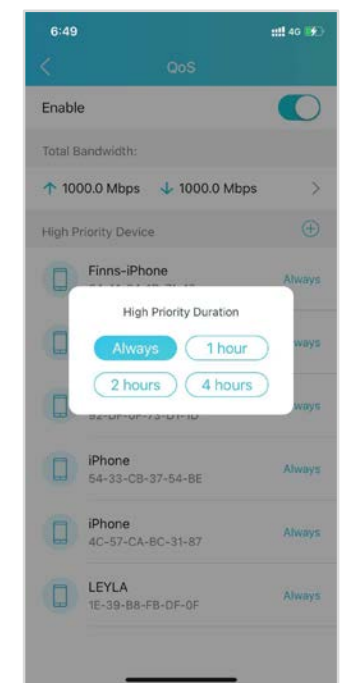 6:49 4G
QoS
Enable
Total Bandwidth:
1000.0 Mbps 1000.0 Mbps
High Priority Device
Finns-iPhone
Always
High Priority Duration
Always 1 hour
2 hours 4 hours
iPhone
54-33-CB-37-54-BE
Always
iPhone
4C-57-CA-BC-31-87
Always
LEYLA
1E-39-B8-FB-DF-0F
Always